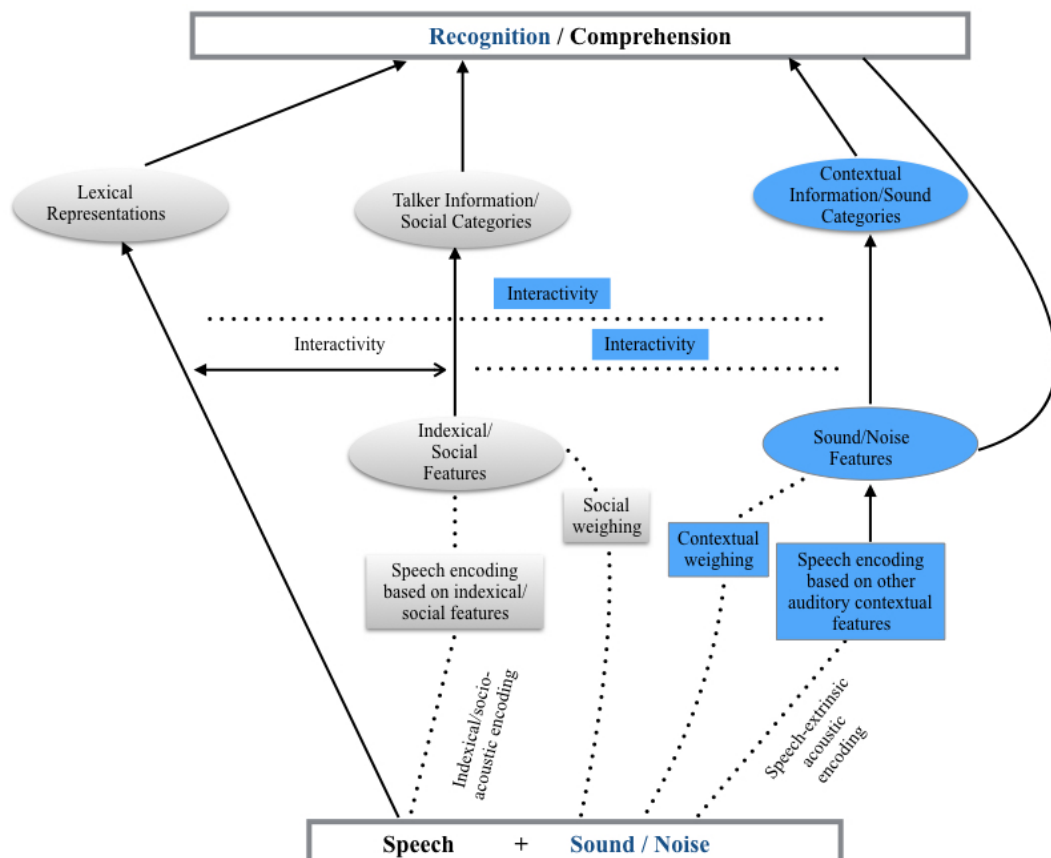 Recognition / Comprehension
Lexical
Representations
Talker Information/
Social Categories
Contextual
Information/Sound
Categories
Interactivity
Interactivity
Interactivity
Indexical/
Social
Features
Sound/Noise
Features
Social
weighing
Contextual
weighing
Speech encoding
based on indexical/
social features
Speech encoding
based on other
auditory contextual
features
Indexical/socio-
acoustic encoding
Speech-extrinsic
acoustic
encoding
Speech + Sound / Noise